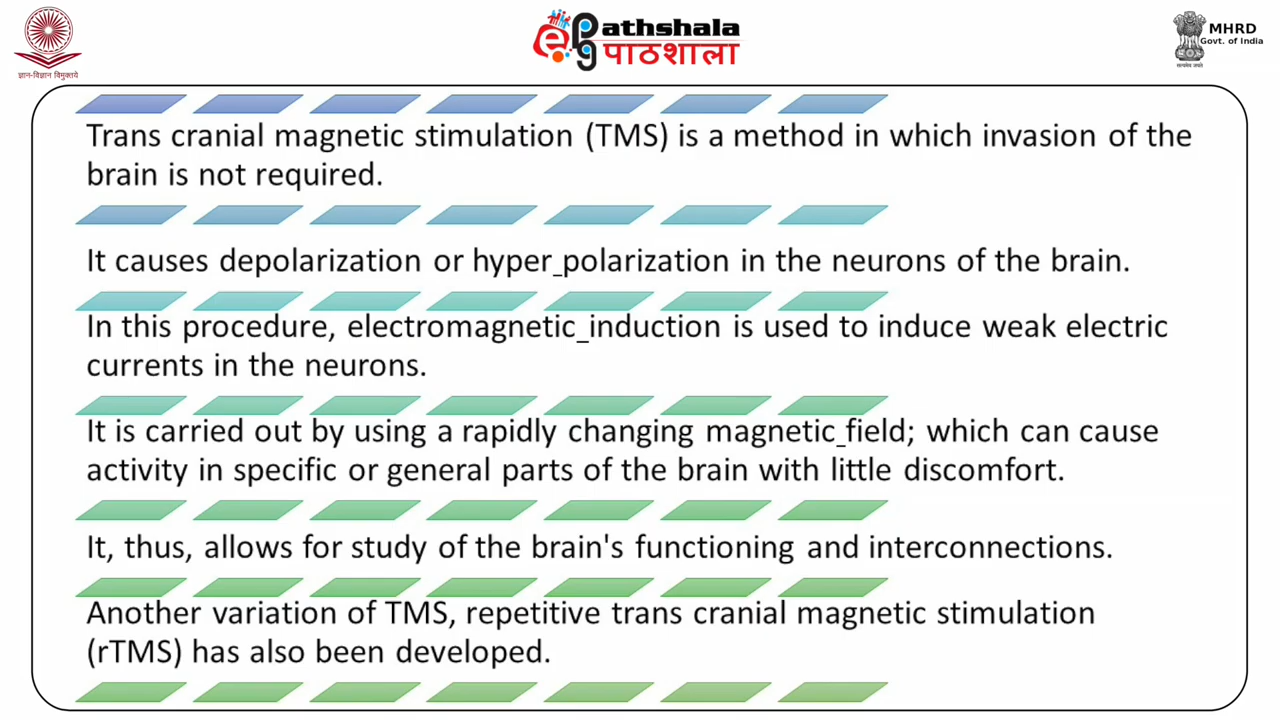 ज्ञान-विज्ञान विमुक्तये
epg Pathshala
पाठशाला
MHRD
Govt. of India
सत्यमेव जयते
Trans cranial magnetic stimulation (TMS) is a method in which invasion of the
brain is not required.
It causes depolarization or hyper_polarization in the neurons of the brain.
In this procedure, electromagnetic_induction is used to induce weak electric
currents in the neurons.
It is carried out by using a rapidly changing magnetic_field; which can cause
activity in specific or general parts of the brain with little discomfort.
It, thus, allows for study of the brain's functioning and interconnections.
Another variation of TMS, repetitive trans cranial magnetic stimulation
(rTMS) has also been developed.